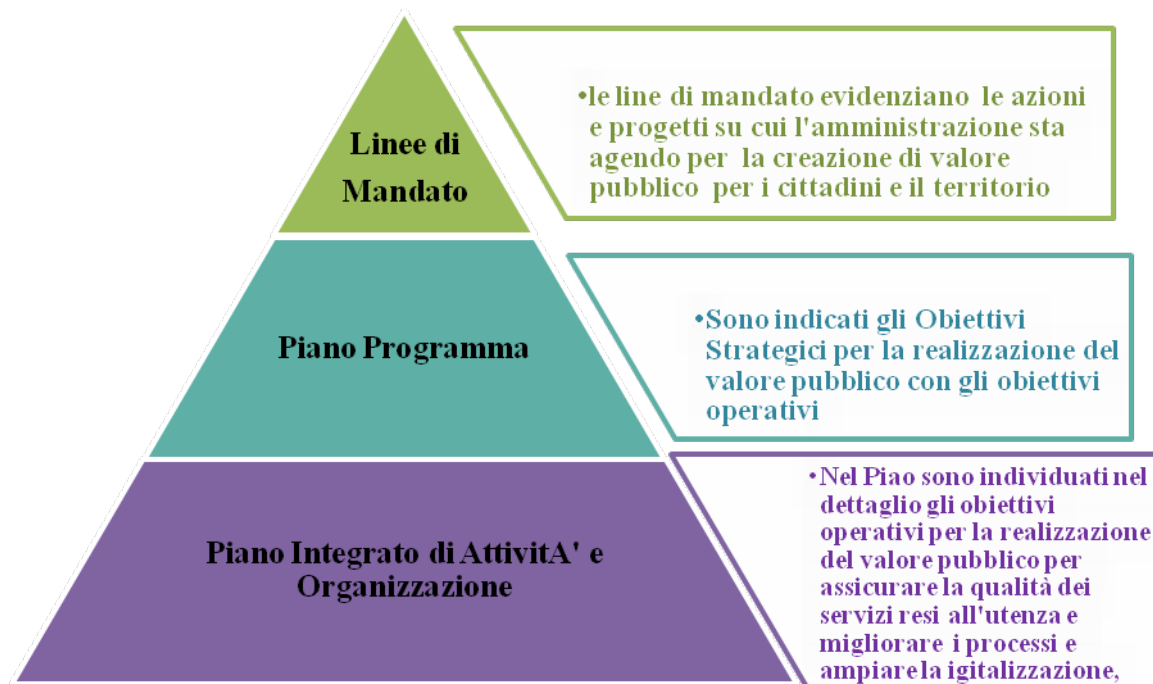 Linee di
Mandato
•le line di mandato evidenziano le azioni
e progetti su cui l'amministrazione sta
agendo per la creazione di valore
pubblico per i cittadini e il territorio
Piano Programma
•Sono indicati gli Obiettivi
Strategici per la realizzazione del
valore pubblico con gli obiettivi
operativi
Piano Integrato di AttivitA' e
Organizzazione
•Nel Piao sono individuati nel
dettaglio gli obiettivi
operativi per la realizzazione
del valore pubblico per
assicurare la qualità dei
servizi resi all'utenza e
migliorare i processi e
ampiare la igitalizzazione,